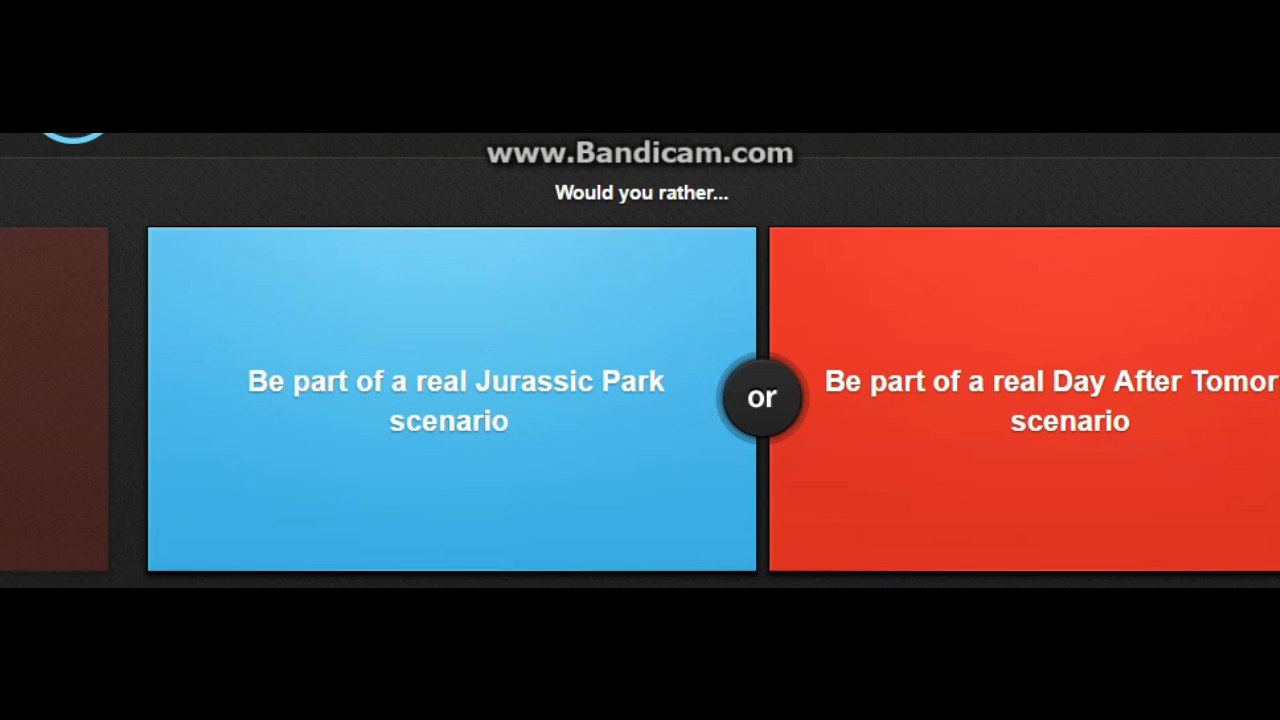 www.Bandicam.com
Would you rather...
Be part of a real Jurassic Park
scenario
or
Be part of a real Day After Tomor
scenario